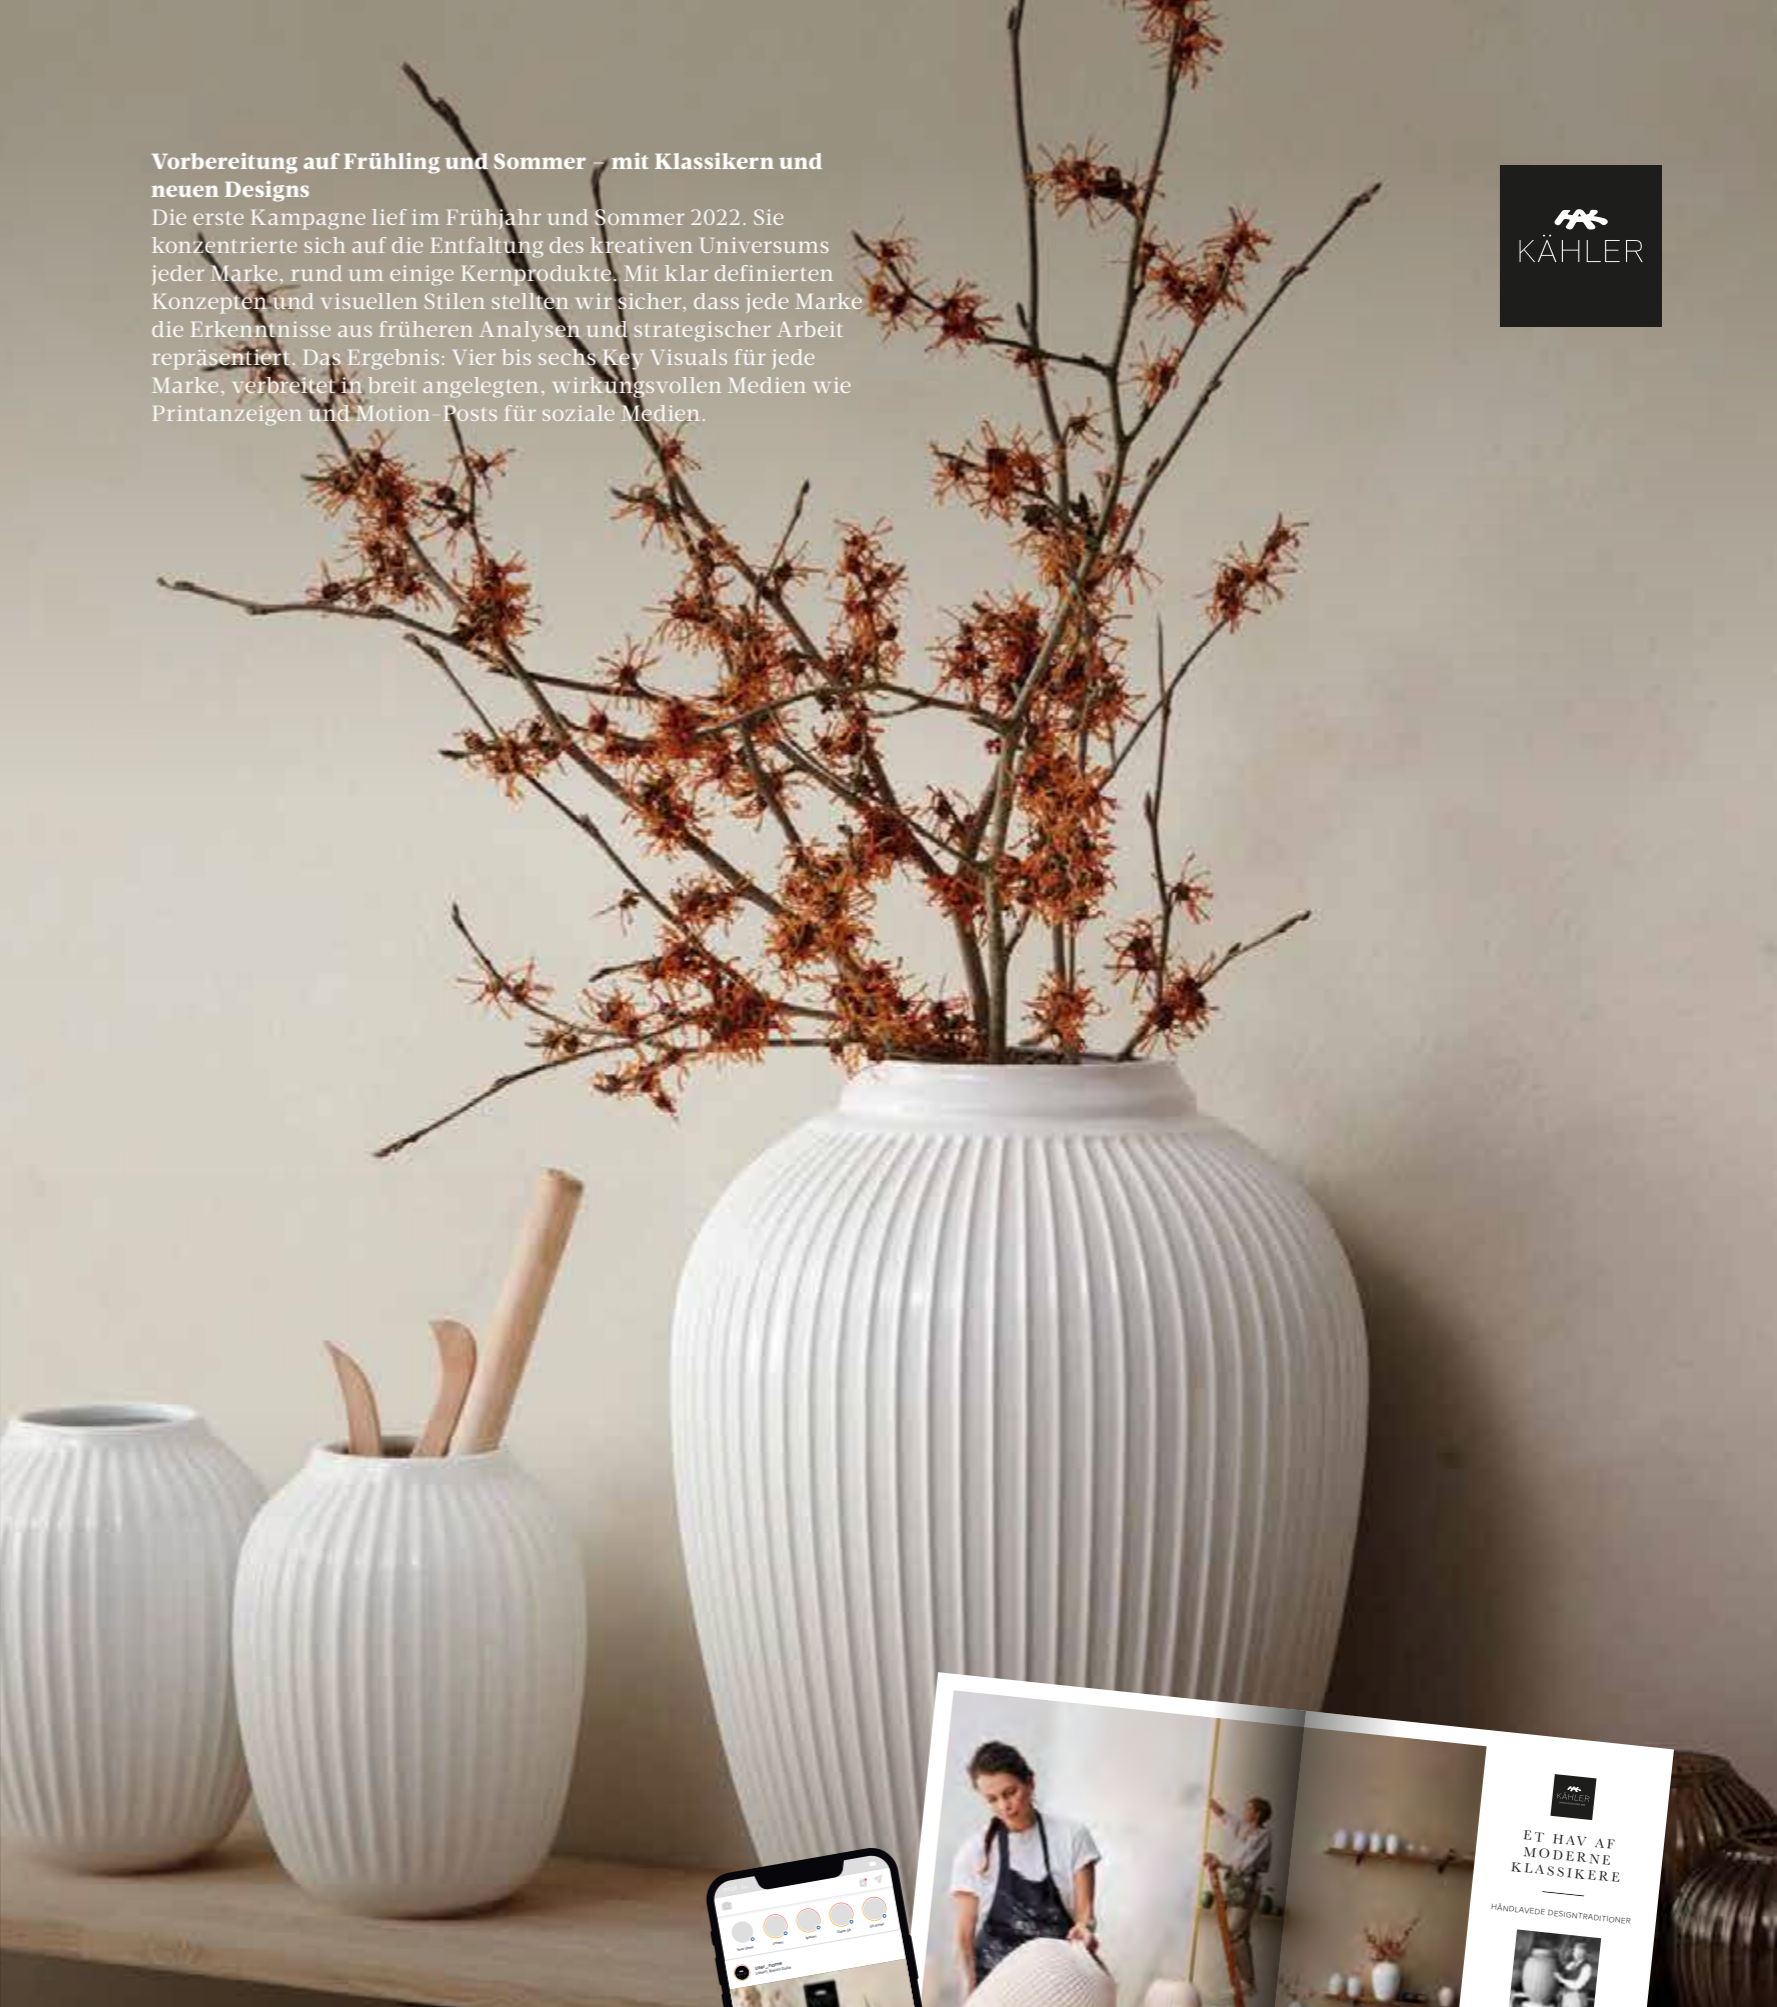 Vorbereitung auf Frühling und Sommer – mit Klassikern und
neuen Designs
Die erste Kampagne lief im Frühjahr und Sommer 2022. Sie
konzentrierte sich auf die Entfaltung des kreativen Universums
jeder Marke, rund um einige Kernprodukte. Mit klar definierten
Konzepten und visuellen Stilen stellten wir sicher, dass jede Marke
die Erkenntnisse aus früheren Analysen und strategischer Arbeit
repräsentiert. Das Ergebnis: Vier bis sechs Key Visuals für jede
Marke, verbreitet in breit angelegten, wirkungsvollen Medien wie
Printanzeigen und Motion-Posts für soziale Medien.
KÄHLER
KÄHLER
ET HAV AF
MODERNE
KLASSIKERE
HÅNDLAVEDE DESIGNTRADITIONER